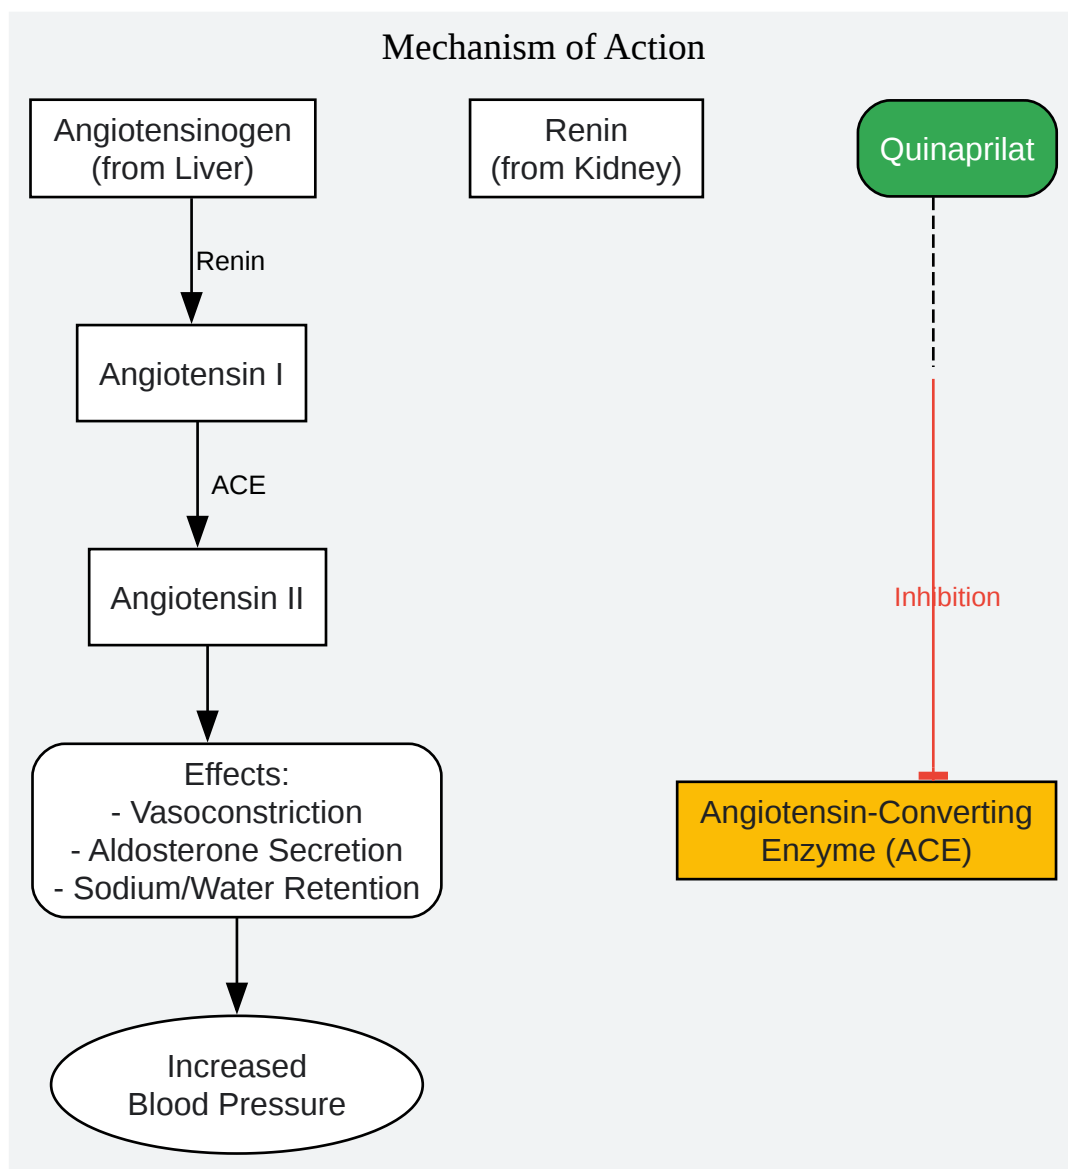 Mechanism of Action
Angiotensinogen
(from Liver)
Renin
(from Kidney)
Quinaprilat
Renin
Angiotensin I
ACE
Angiotensin II
Inhibition
Effects:
- Vasoconstriction
- Aldosterone Secretion
- Sodium/Water Retention
Angiotensin-Converting
Enzyme (ACE)
Increased
Blood Pressure